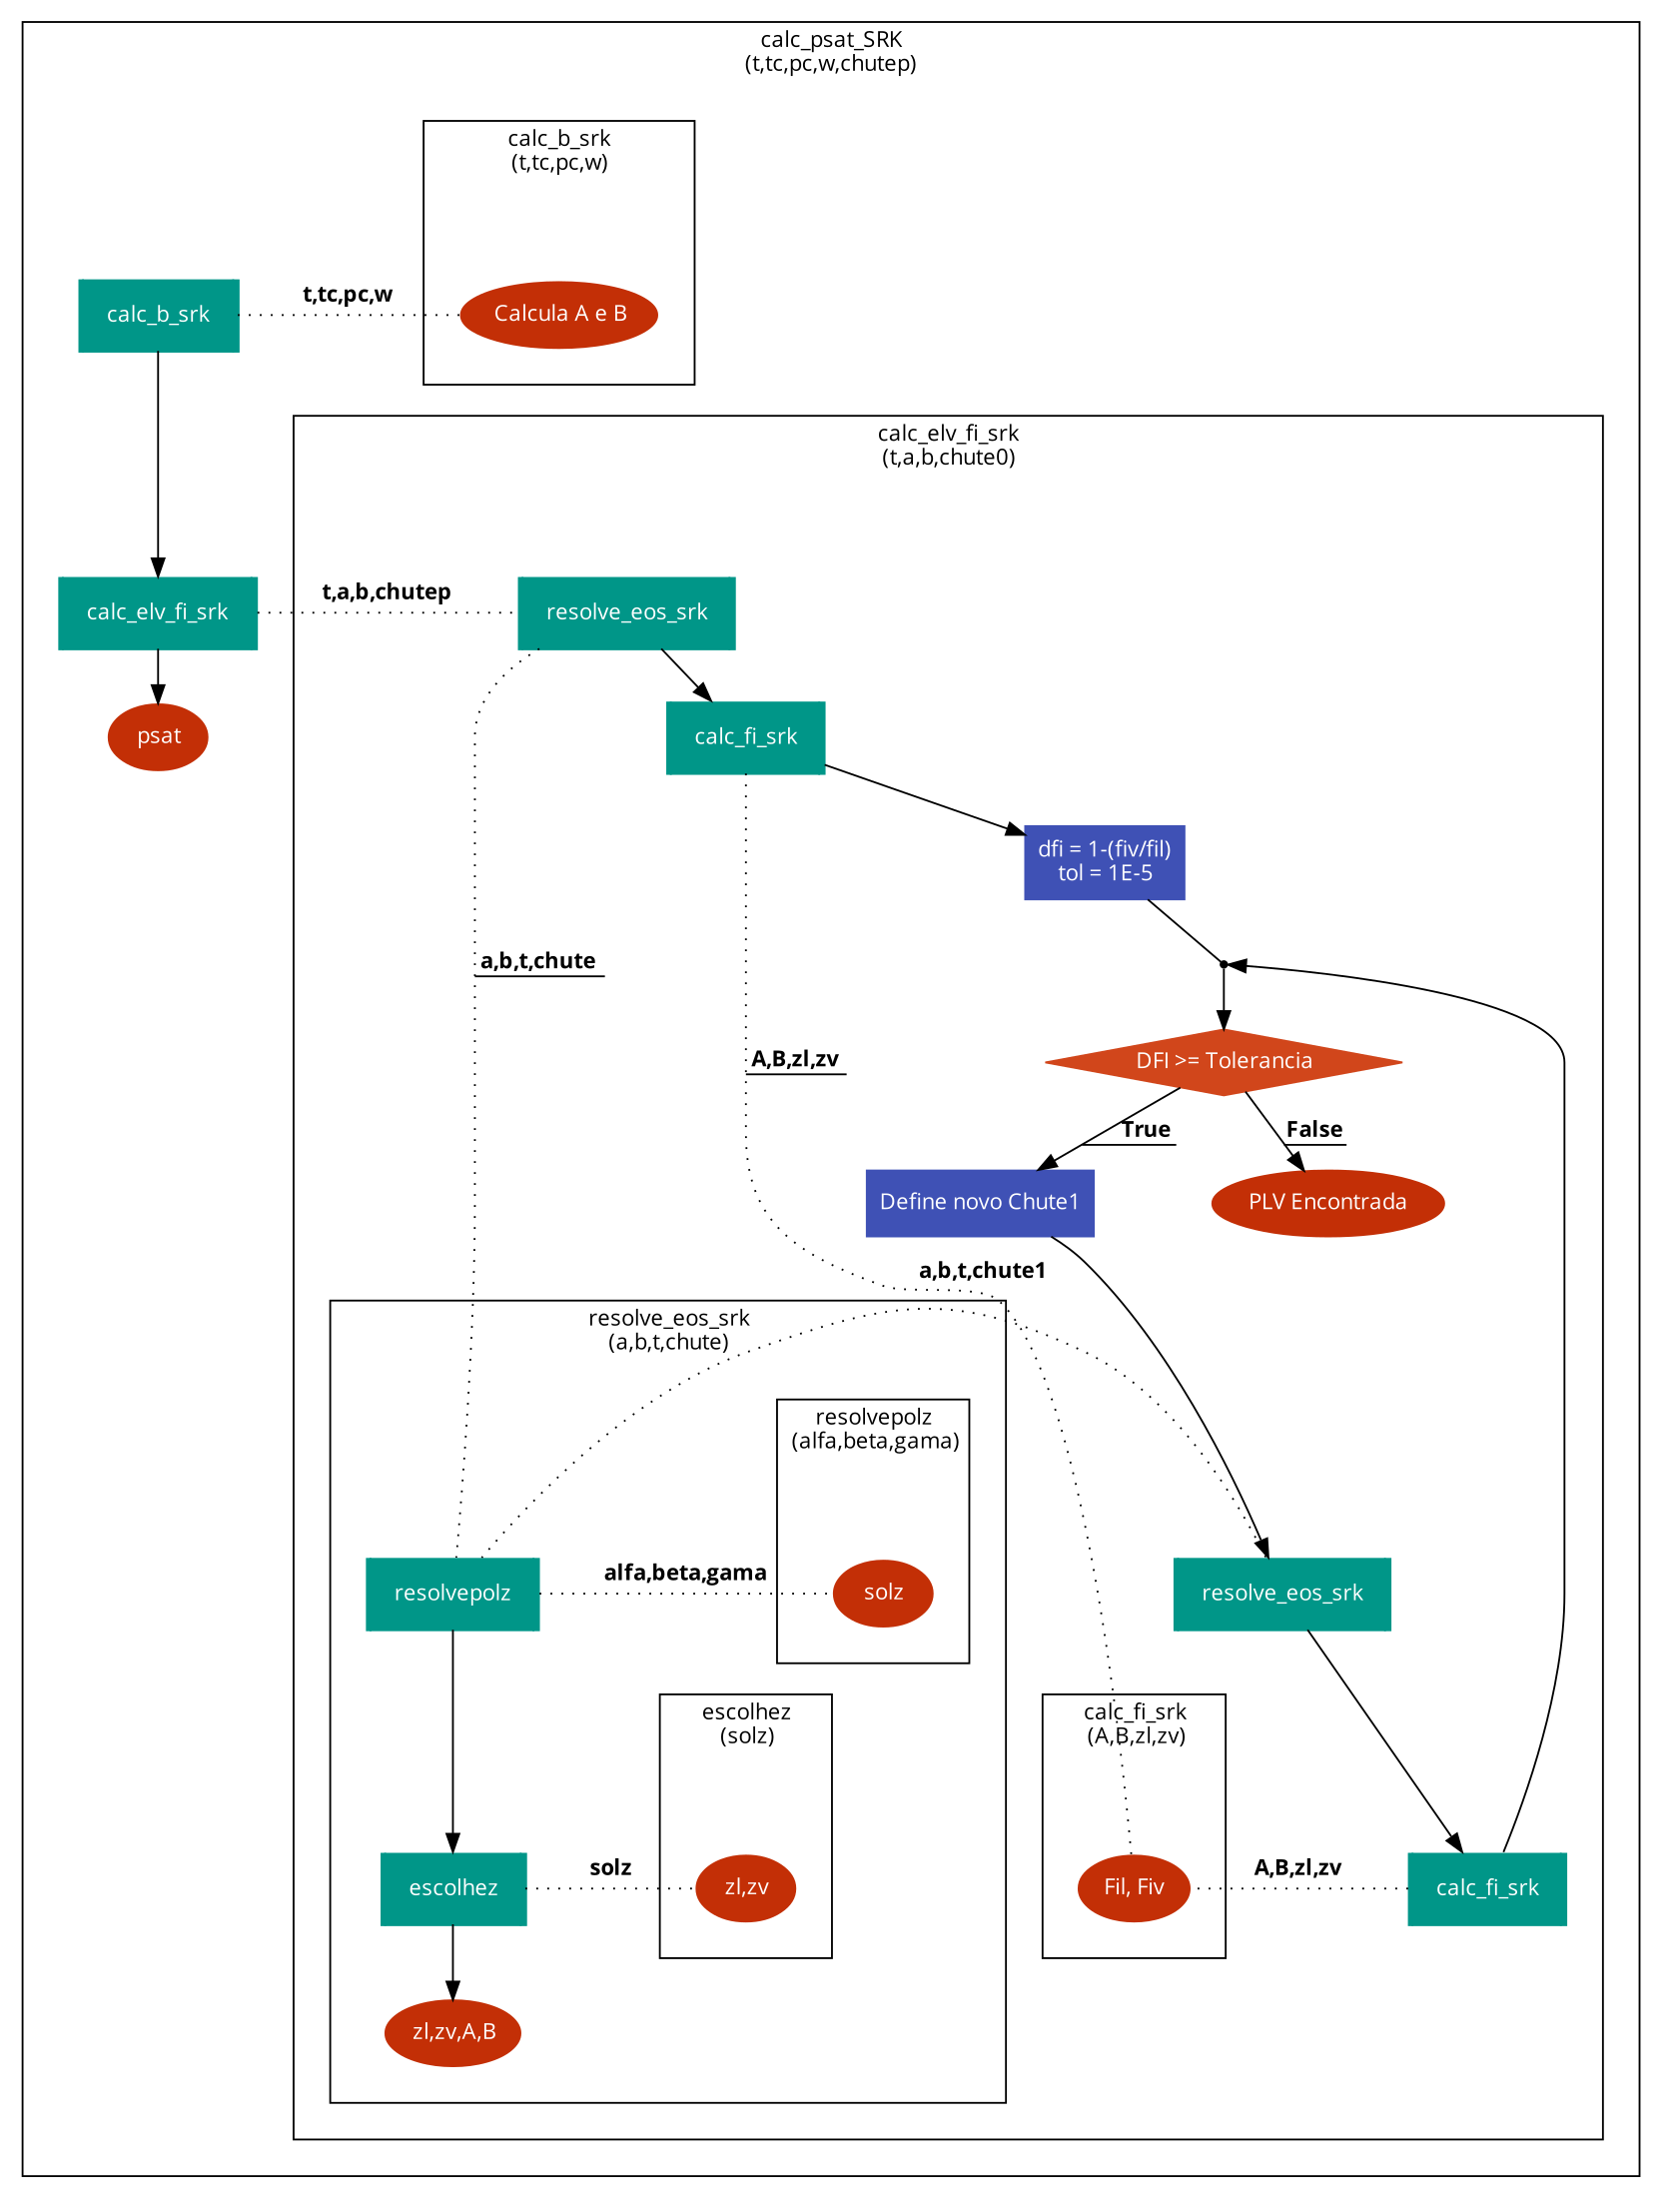 calc_psat_SRK
(t,tc,pc,w,chutep)
calc_b_srk
(t,tc,pc,w)
calc_b_srk
t,tc,pc,w
Calcula A e B
calc_elv_fi_srk
(t,a,b,chute0)
calc_elv_fi_srk
t,a,b,chutep
resolve_eos_srk
psat
calc_fi_srk
dfi = 1-(fiv/fil)
tol = 1E-5
a,b,t,chute
A,B,zl,zv
DFI >= Tolerancia
True
False
Define novo Chute1
PLV Encontrada
a,b,t,chute1
resolve_eos_srk
(a,b,t,chute)
resolvepolz
(alfa,beta,gama)
resolvepolz
alfa,beta,gama
solz
resolve_eos_srk
escolhez
(solz)
calc_fi_srk
(A,B,zl,zv)
escolhez
solz
zl,zv
Fil, Fiv
A,B,zl,zv
calc_fi_srk
zl,zv,A,B